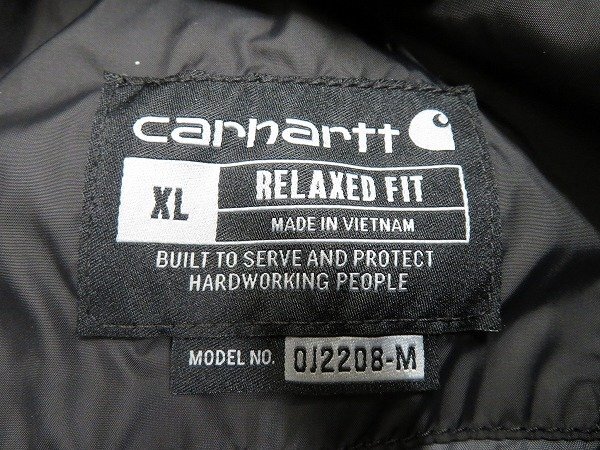 carhartt
XL
RELAXED FIT
MADE IN VIETNAM
BUILT TO SERVE AND PROTECT
HARDWORKING PEOPLE
MODEL NO. OJ2208-M